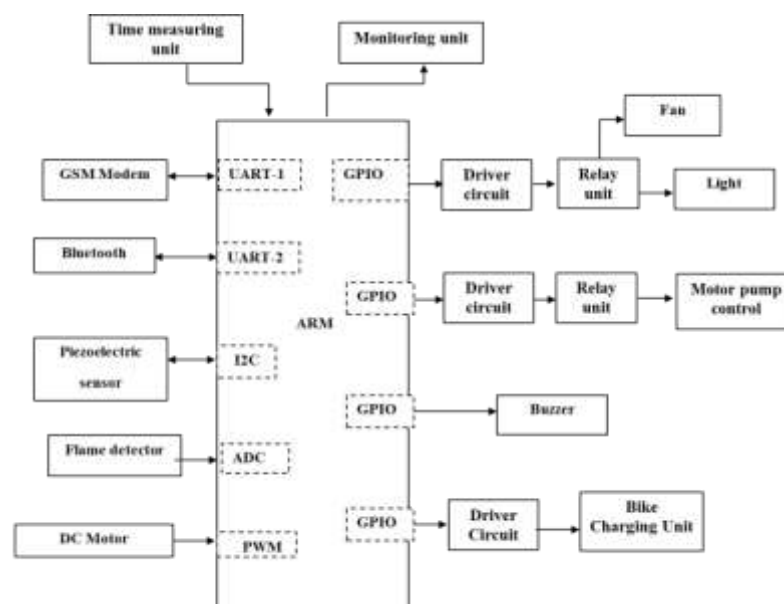 Time measuring
unit
Monitoring unit
Fan
GSM Modem
UART-1
GPIO
Driver
circuit
Relay
unit
Light
Bluetooth
UART-2
GPIO
Driver
circuit
Relay
unit
Motor pump
control
ARM
Piezoelectric
sensor
I2C
GPIO
Buzzer
Flame detector
ADC
GPIO
Driver
Circuit
Bike
Charging Unit
DC Motor
PWM